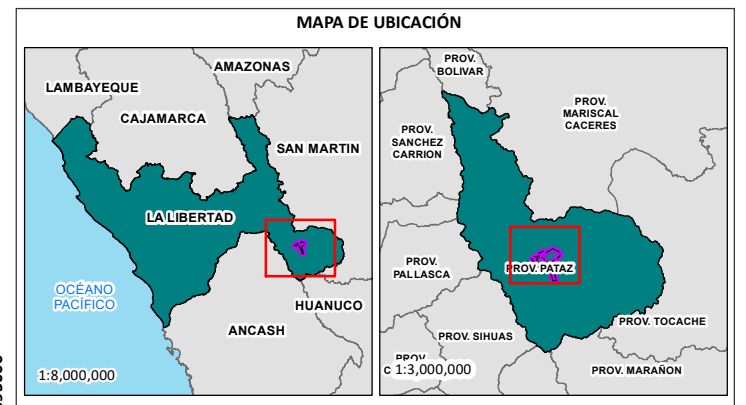 MAPA DE UBICACIÓN
AMAZONAS
LAMBAYEQUE
CAJAMARCA
SAN MARTIN
LA LIBERTAD
OCÉANO
PACÍFICO
HUANUCO
ANCASH
1:8,000,000
PROV.
BOLIVAR
PROV.
MARISCAL
CACERES
PROV.
SANCHEZ
CARRION
PROV.
PALLASCA
PROV. PATAZ
PROV. TOCACHE
PROV. SIHUAS
PROV.
C 1:3,000,000
PROV. MARAÑON